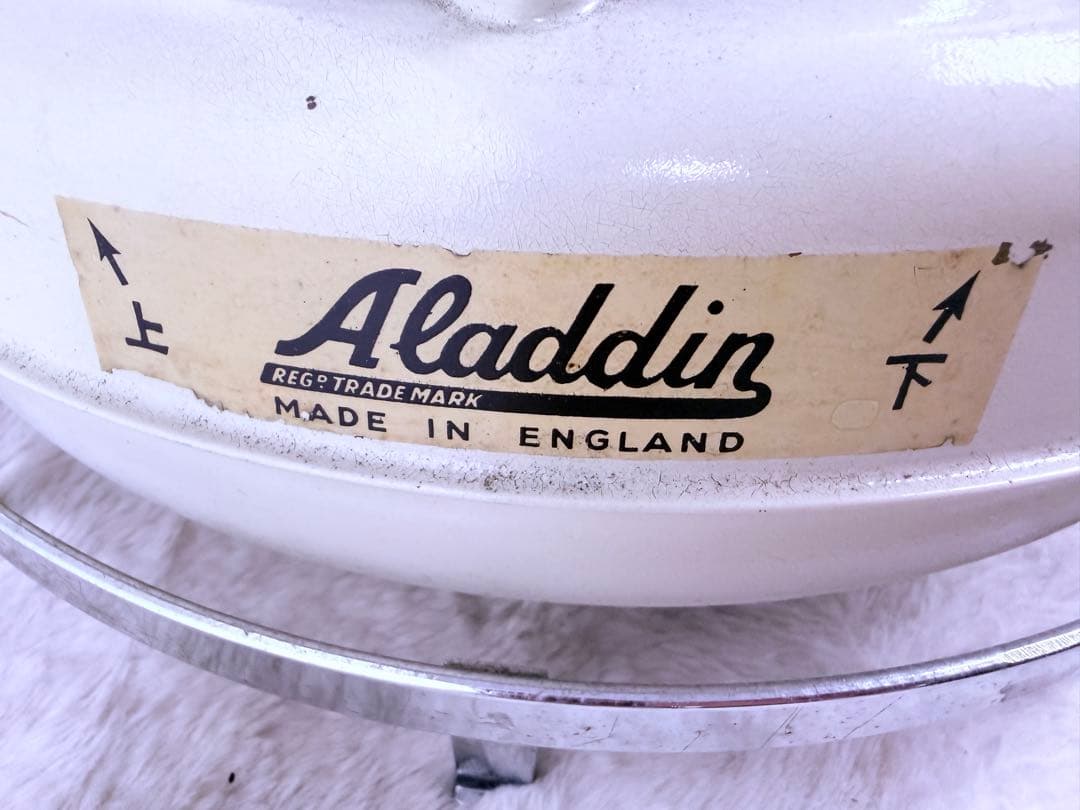 上
Aladdin
REGD TRADE MARK
MADE IN ENGLAND
下